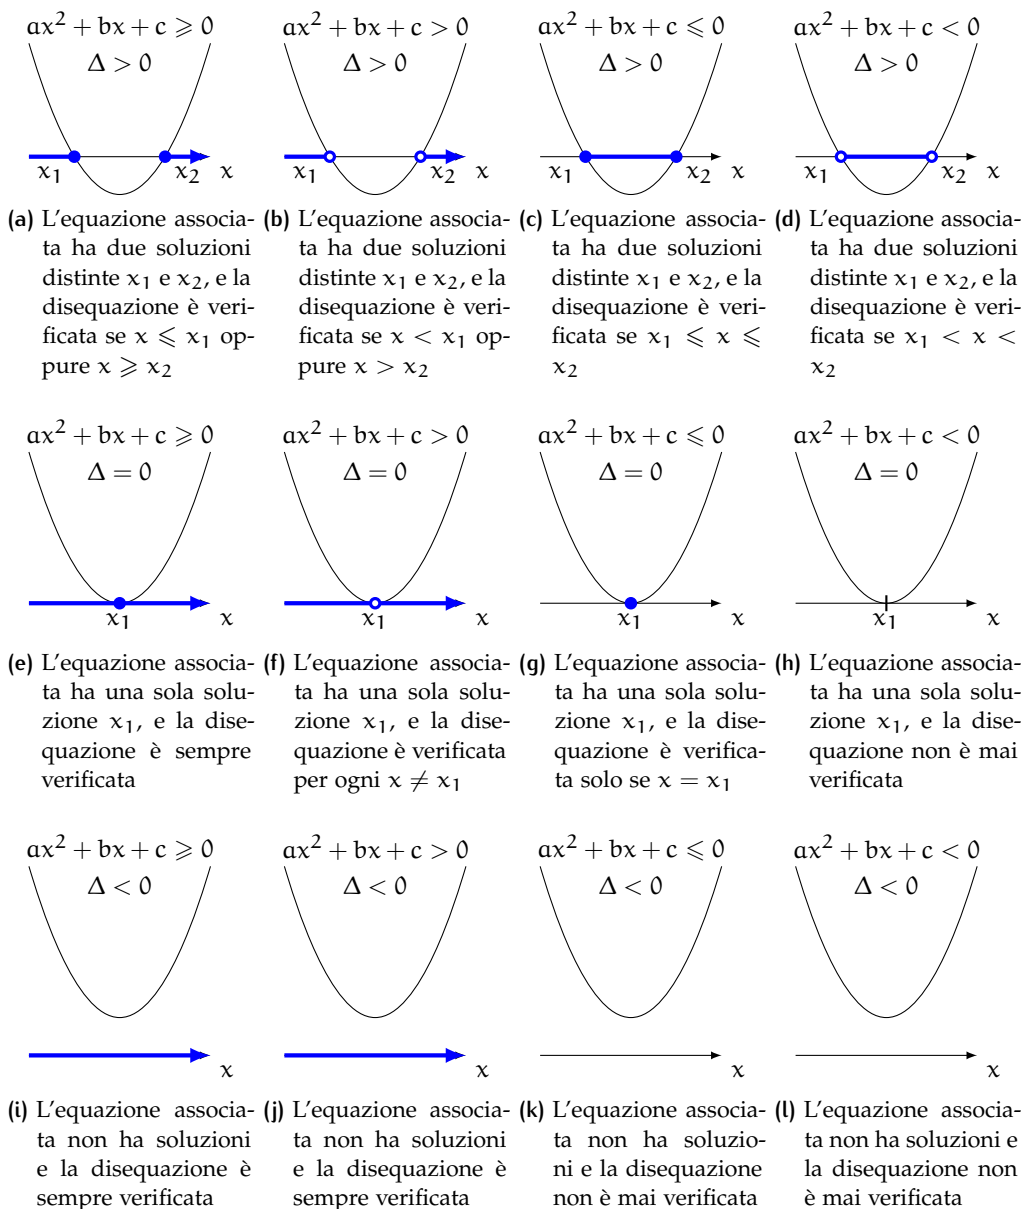 ax² + bx + c ⩾ 0
Δ > 0
x₁
x₂
x
(a) L'equazione associa-
ta ha due soluzioni
distinte x₁ e x₂, e la
disequazione è veri-
ficata se x ⩽ x₁ op-
pure x ⩾ x₂
ax² + bx + c > 0
Δ > 0
x₁
x₂
x
(b) L'equazione associa-
ta ha due soluzioni
distinte x₁ e x₂, e la
disequazione è veri-
ficata se x < x₁ op-
pure x > x₂
ax² + bx + c ⩽ 0
Δ > 0
x₁
x₂
x
(c) L'equazione associa-
ta ha due soluzioni
distinte x₁ e x₂, e la
disequazione è veri-
ficata se x₁ ⩽ x ⩽
x₂
ax² + bx + c < 0
Δ > 0
x₁
x₂
x
(d) L'equazione associa-
ta ha due soluzioni
distinte x₁ e x₂, e la
disequazione è veri-
ficata se x₁ < x <
x₂
ax² + bx + c ⩾ 0
Δ = 0
x₁
x
(e) L'equazione associa-
ta ha una sola solu-
zione x₁, e la dise-
quazione è sempre
verificata
ax² + bx + c > 0
Δ = 0
x₁
x
(f) L'equazione associa-
ta ha una sola solu-
zione x₁, e la dise-
quazione è verificata
per ogni x ≠ x₁
ax² + bx + c ⩽ 0
Δ = 0
x₁
x
(g) L'equazione associa-
ta ha una sola solu-
zione x₁, e la dise-
quazione è verifica-
ta solo se x = x₁
ax² + bx + c < 0
Δ = 0
x₁
x
(h) L'equazione associa-
ta ha una sola solu-
zione x₁, e la dise-
quazione non è mai
verificata
ax² + bx + c ⩾ 0
Δ < 0
x
(i) L'equazione associa-
ta non ha soluzioni
e la disequazione è
sempre verificata
ax² + bx + c > 0
Δ < 0
x
(j) L'equazione associa-
ta non ha soluzioni
e la disequazione è
sempre verificata
ax² + bx + c ⩽ 0
Δ < 0
x
(k) L'equazione associa-
ta non ha soluzio-
ni e la disequazione
non è mai verificata
ax² + bx + c < 0
Δ < 0
x
(l) L'equazione associa-
ta non ha soluzioni e
la disequazione non
è mai verificata